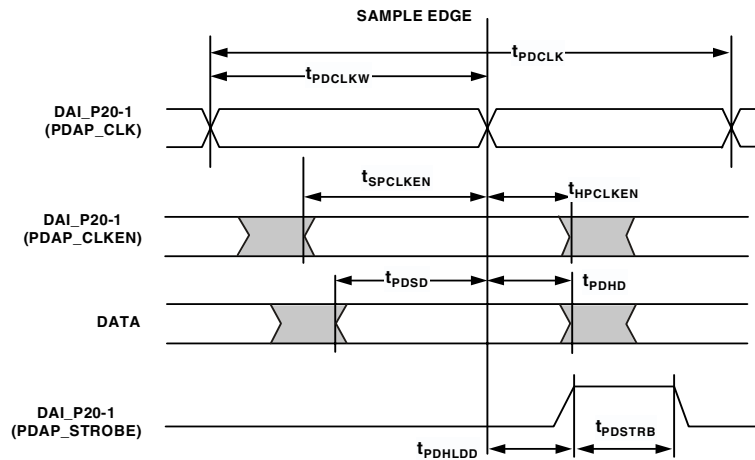 SAMPLE EDGE
tPDCLK
tPDCLKW
DAI_P20-1
(PDAP_CLK)
tSPCLKEN
tHPCLKEN
DAI_P20-1
(PDAP_CLKEN)
tPDSD
tPDHD
DATA
DAI_P20-1
(PDAP_STROBE)
tPDHLDD
tPDSTRB